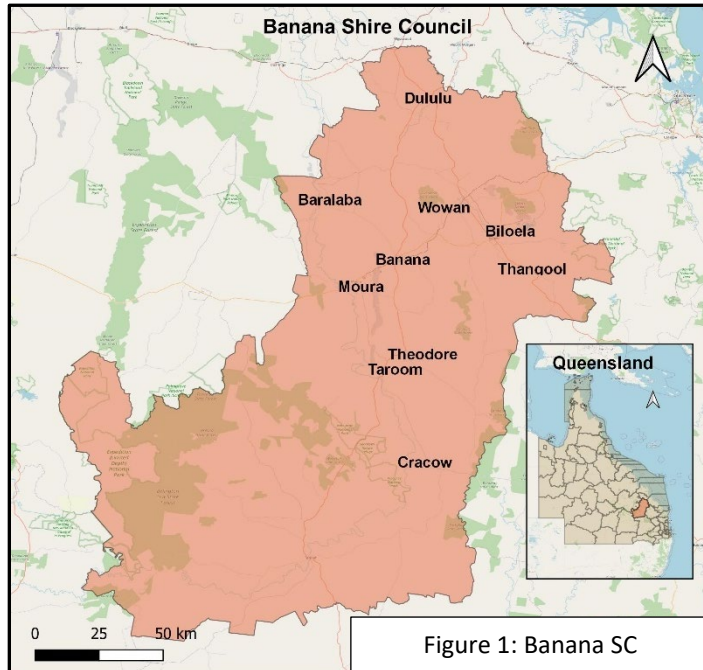 Banana Shire Council
Dululu
Baralaba
Wowan
Biloela
Banana
Thangool
Moura
Theodore
Taroom
Cracow
Queensland
0 25 50 km
Figure 1: Banana SC